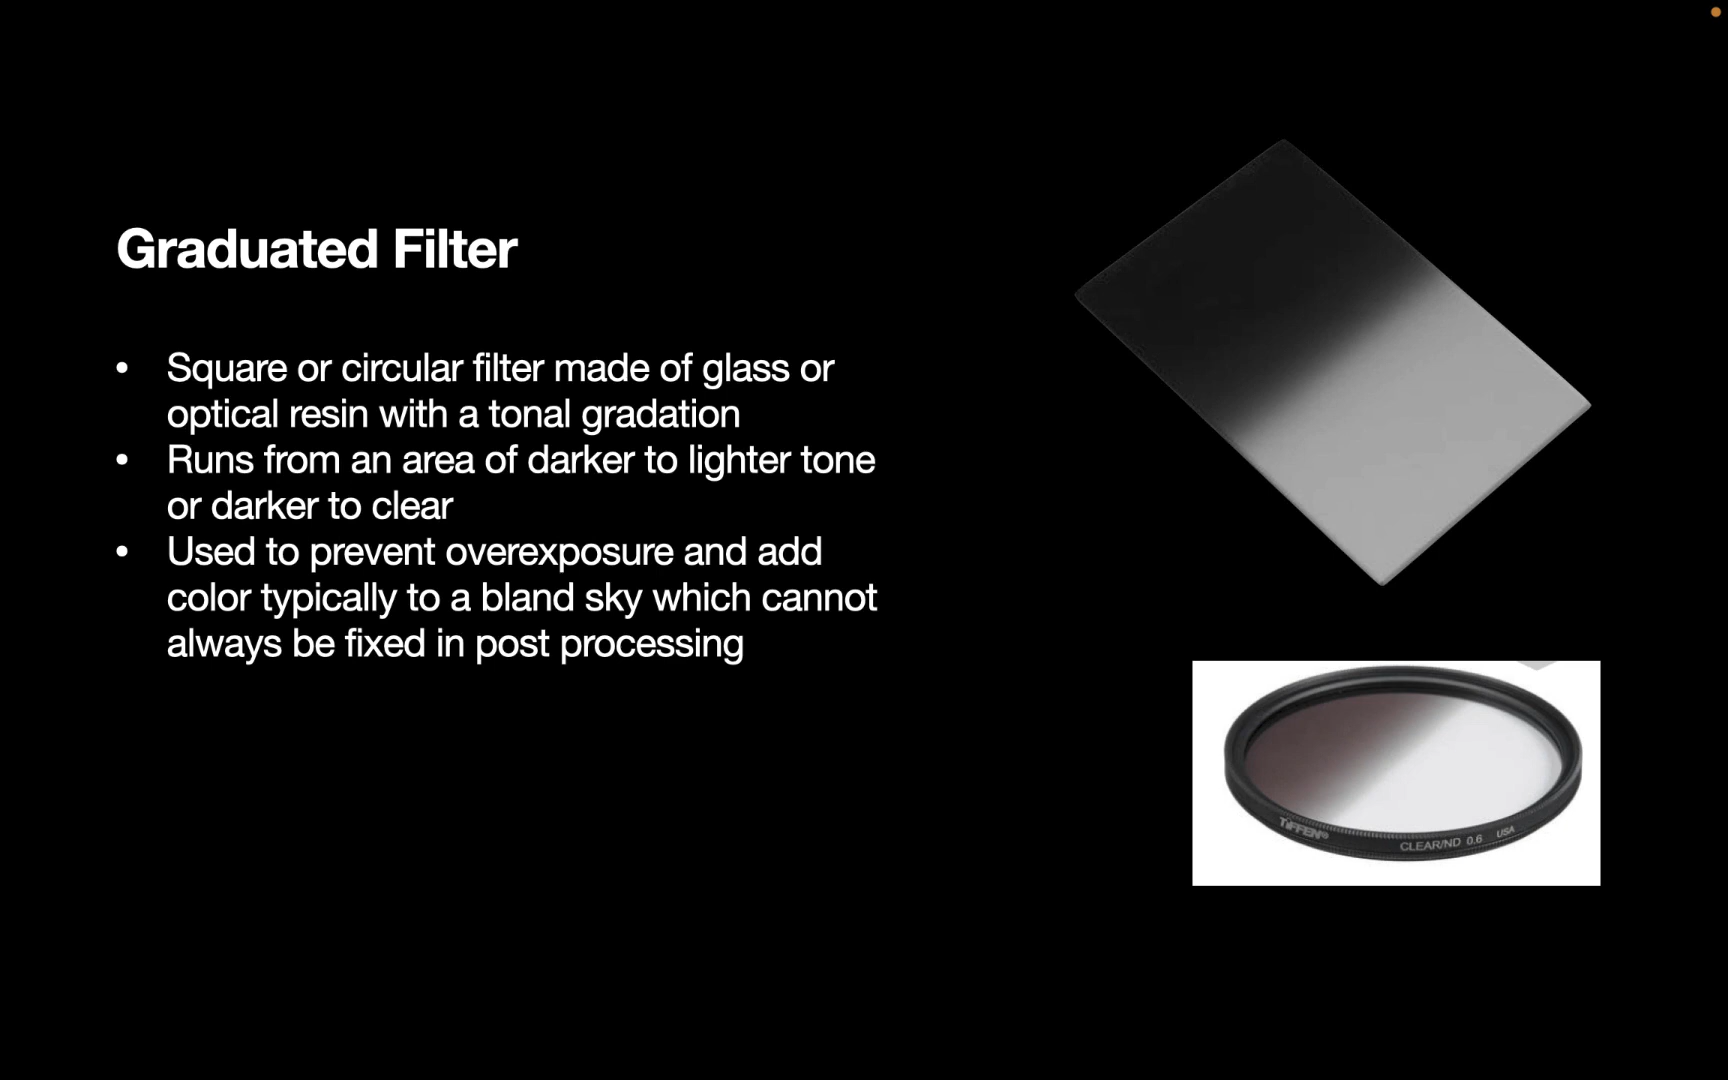 Graduated Filter
• Square or circular filter made of glass or
optical resin with a tonal gradation
• Runs from an area of darker to lighter tone
or darker to clear
• Used to prevent overexposure and add
color typically to a bland sky which cannot
always be fixed in post processing
TIFFEN®
CLEAR/ND 0.6 USA